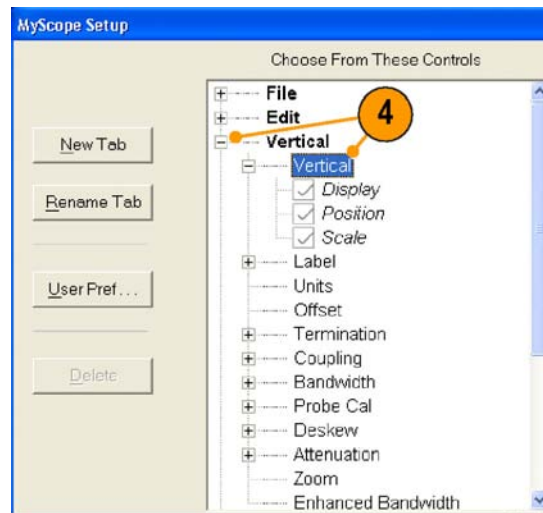 MyScope Setup
Choose From These Controls
New Tab
Rename Tab
User Pref...
Delete
File
Edit
4
Vertical
Vertical
Display
Position
Scale
Label
Units
Offset
Termination
Coupling
Bandwidth
Probe Cal
Deskew
Attenuation
Zoom
Enhanced Bandwidth